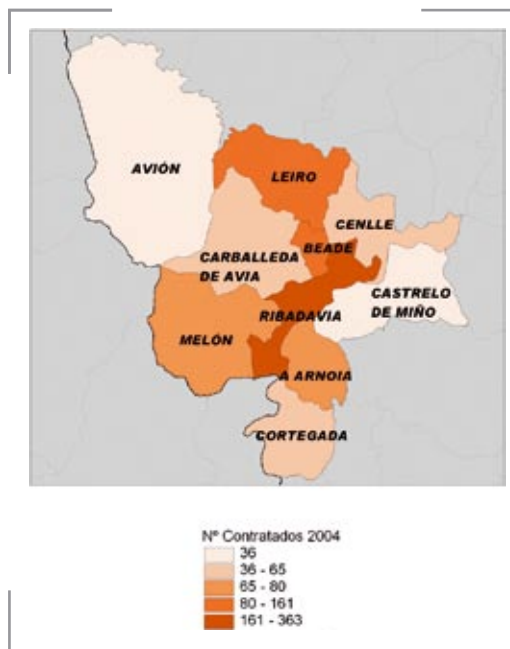 AVIÓN
LEIRO
CENLLE
BEADE
CARBALLEDA
DE AVIA
CASTRELO
DE MIÑO
RIBADAVIA
MELÓN
A ARNOIA
CORTEGADA
Nº Contratados 2004
36
36 - 65
65 - 80
80 - 161
161 - 363